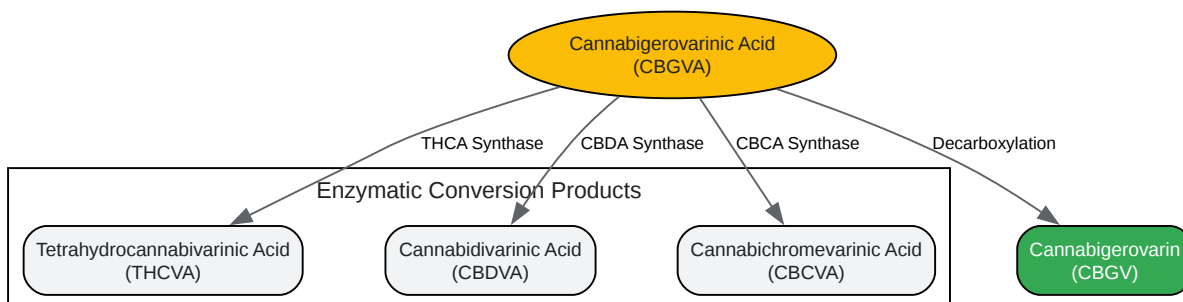 Cannabigerovarinic Acid
(CBGVA)
THCA Synthase
CBDA Synthase
CBCA Synthase
Decarboxylation
Enzymatic Conversion Products
Tetrahydrocannabivarinic Acid
(THCVA)
Cannabidivarinic Acid
(CBDVA)
Cannabichromevarinic Acid
(CBCVA)
Cannabigerovarin
(CBGV)